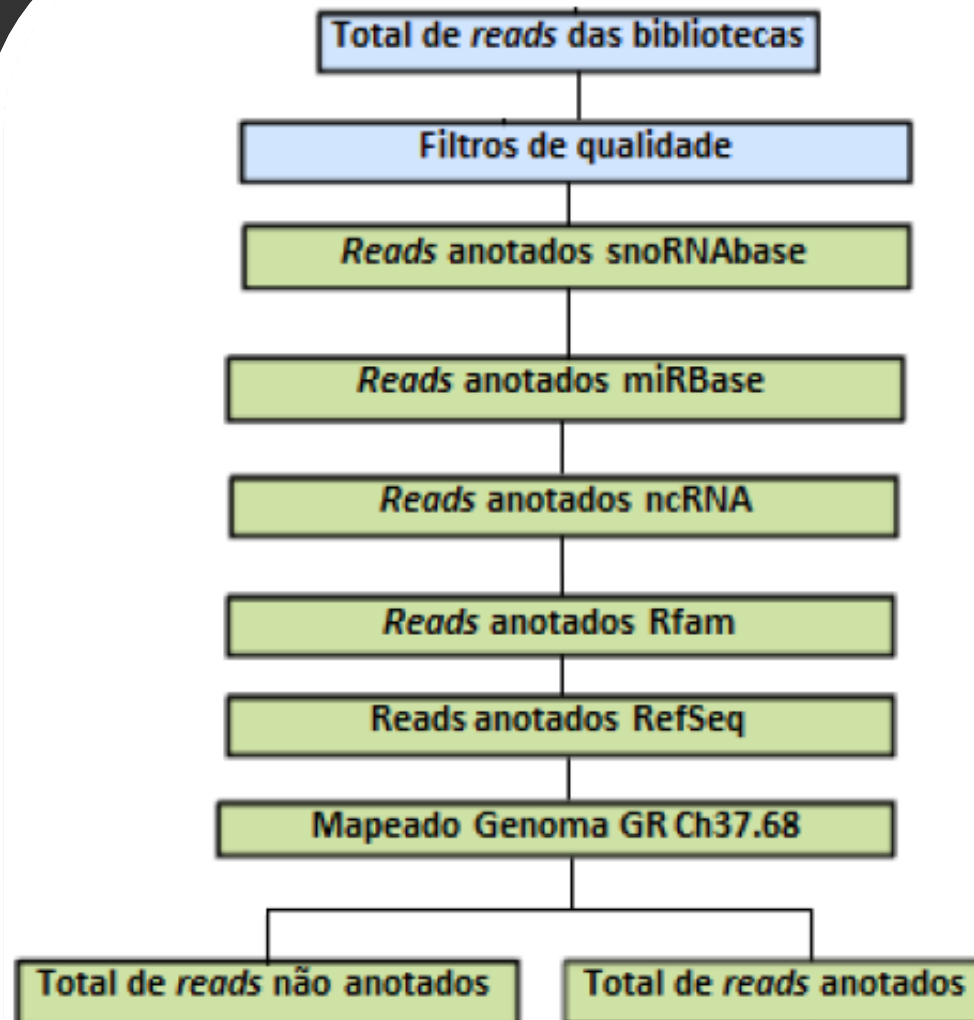 Total de reads das bibliotecas
Filtros de qualidade
Reads anotados snoRNAbase
Reads anotados miRBase
Reads anotados ncRNA
Reads anotados Rfam
Reads anotados RefSeq
Mapeado Genoma GR Ch37.68
Total de reads não anotados
Total de reads anotados